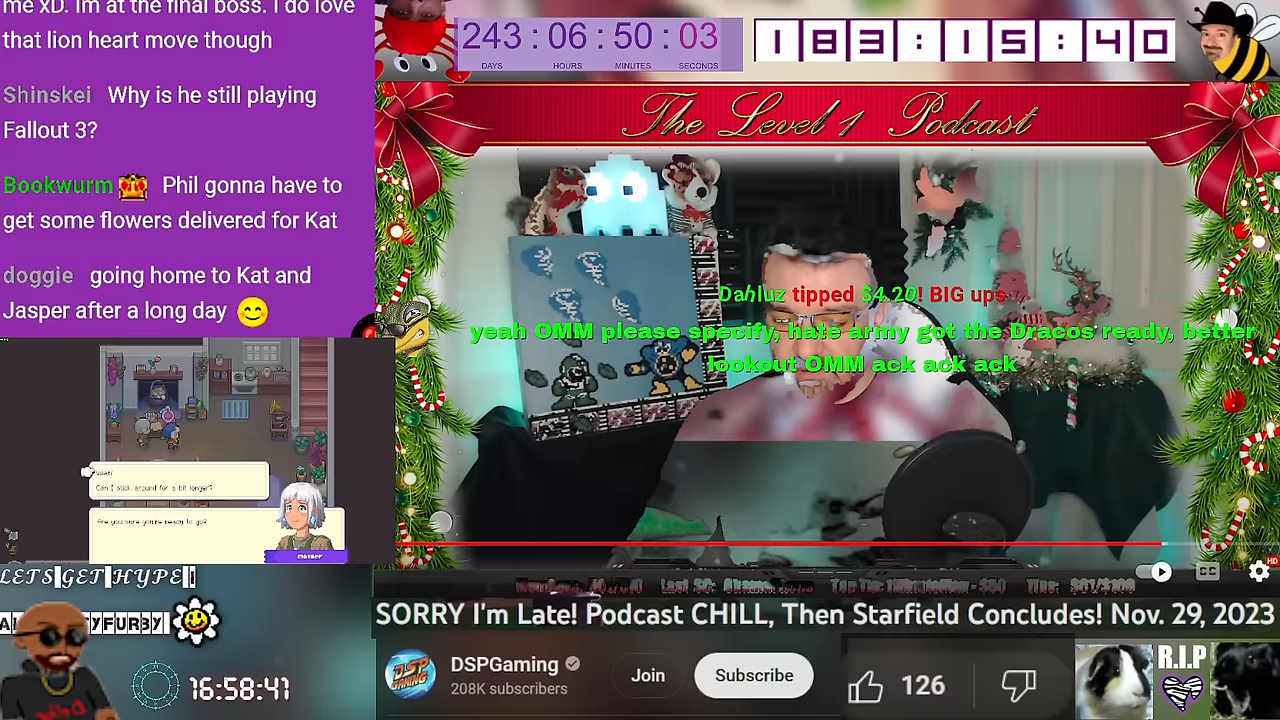 me xD. Im at the final boss. I do love
that lion heart move though
Shinskei Why is he still playing
Fallout 3?
Bookwurm Phil gonna have to
get some flowers delivered for Kat
doggie going home to Kat and
Jasper after a long day
243 : 06 : 50 : 03
DAYS HOURS MINUTES SECONDS
183:15:40
The Level 1 Podcast
Dahluz tipped $4.20! BIG ups
yeah OMM please specify, hate army got the Dracos ready, better
lookout OMM ack ack ack
Yeah!
Can I stick around for a bit longer?
Are you sure you're ready to go?
Mother
LETS GET HYPE
YFURBY
16:58:41
HD
SORRY I'm Late! Podcast CHILL, Then Starfield Concludes! Nov. 29, 2023
DSP
GAMING
DSPGaming
208K subscribers
Join
Subscribe
126
R.I.P